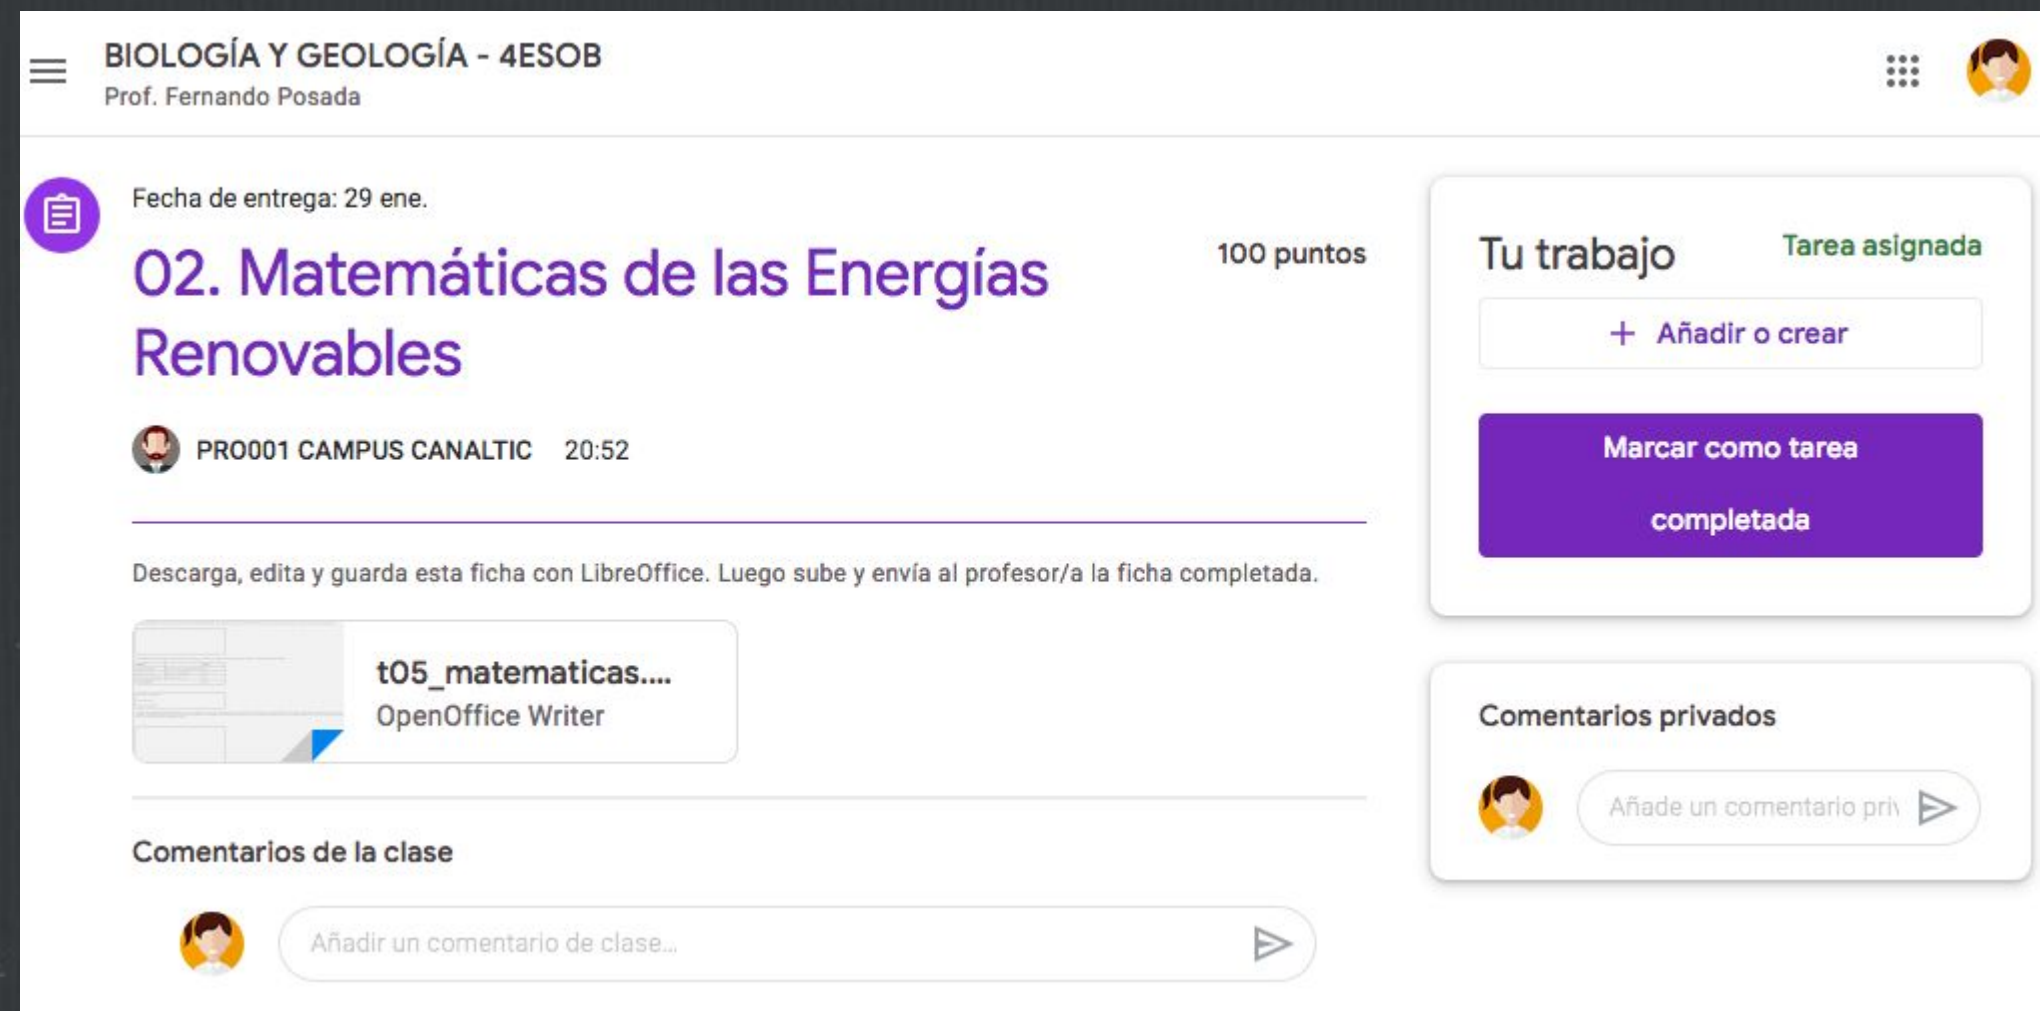 BIOLOGÍA Y GEOLOGÍA - 4ESOB
Prof. Fernando Posada
Fecha de entrega: 29 ene.
02. Matemáticas de las Energías
Renovables
100 puntos
PRO001 CAMPUS CANALTIC 20:52
Descarga, edita y guarda esta ficha con LibreOffice. Luego sube y envía al profesor/a la ficha completada.
t05_matematicas....
OpenOffice Writer
Comentarios de la clase
Añadir un comentario de clase...
Tu trabajo
Tarea asignada
+ Añadir o crear
Marcar como tarea
completada
Comentarios privados
Añade un comentario priv